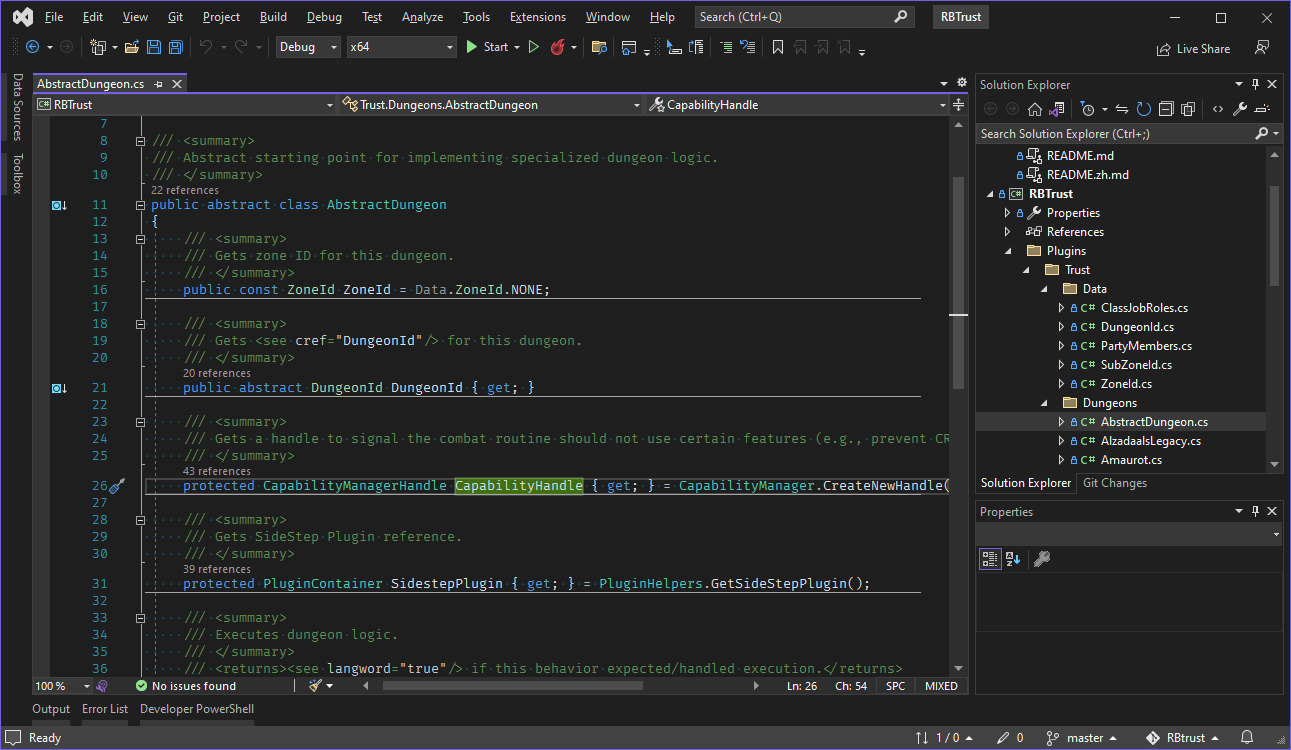 File Edit View Git Project Build Debug Test Analyze Tools Extensions Window Help Search (Ctrl+Q) RBTrust
Debug x64 Start Live Share
Data Sources
Toolbox
AbstractDungeon.cs
RBTrust Trust.Dungeons.AbstractDungeon CapabilityHandle
7
8 /// <summary>
9 /// Abstract starting point for implementing specialized dungeon logic.
10 /// </summary>
22 references
11 public abstract class AbstractDungeon
12 {
13 /// <summary>
14 /// Gets zone ID for this dungeon.
15 /// </summary>
16 public const ZoneId ZoneId = Data.ZoneId.NONE;
17
18 /// <summary>
19 /// Gets <see cref="DungeonId"/> for this dungeon.
20 /// </summary>
20 references
21 public abstract DungeonId DungeonId { get; }
22
23 /// <summary>
24 /// Gets a handle to signal the combat routine should not use certain features (e.g., prevent CR
25 /// </summary>
43 references
26 protected CapabilityManagerHandle CapabilityHandle { get; } = CapabilityManager.CreateNewHandle(
27
28 /// <summary>
29 /// Gets SideStep Plugin reference.
30 /// </summary>
39 references
31 protected PluginContainer SidestepPlugin { get; } = PluginHelpers.GetSideStepPlugin();
32
33 /// <summary>
34 /// Executes dungeon logic.
35 /// </summary>
36 /// <returns><see langword="true"/> if this behavior expected/handled execution.</returns>
100 % No issues found Ln: 26 Ch: 54 SPC MIXED
Solution Explorer
Search Solution Explorer (Ctrl+;)
README.md
README.zh.md
C# RBTrust
Properties
References
Plugins
Trust
Data
C# ClassJobRoles.cs
C# DungeonId.cs
C# PartyMembers.cs
C# SubZoneId.cs
C# ZoneId.cs
Dungeons
C# AbstractDungeon.cs
C# AlzadaalsLegacy.cs
C# Amaurot.cs
Solution Explorer Git Changes
Properties
Output Error List Developer PowerShell
Ready 1 / 0 0 master RBtrust